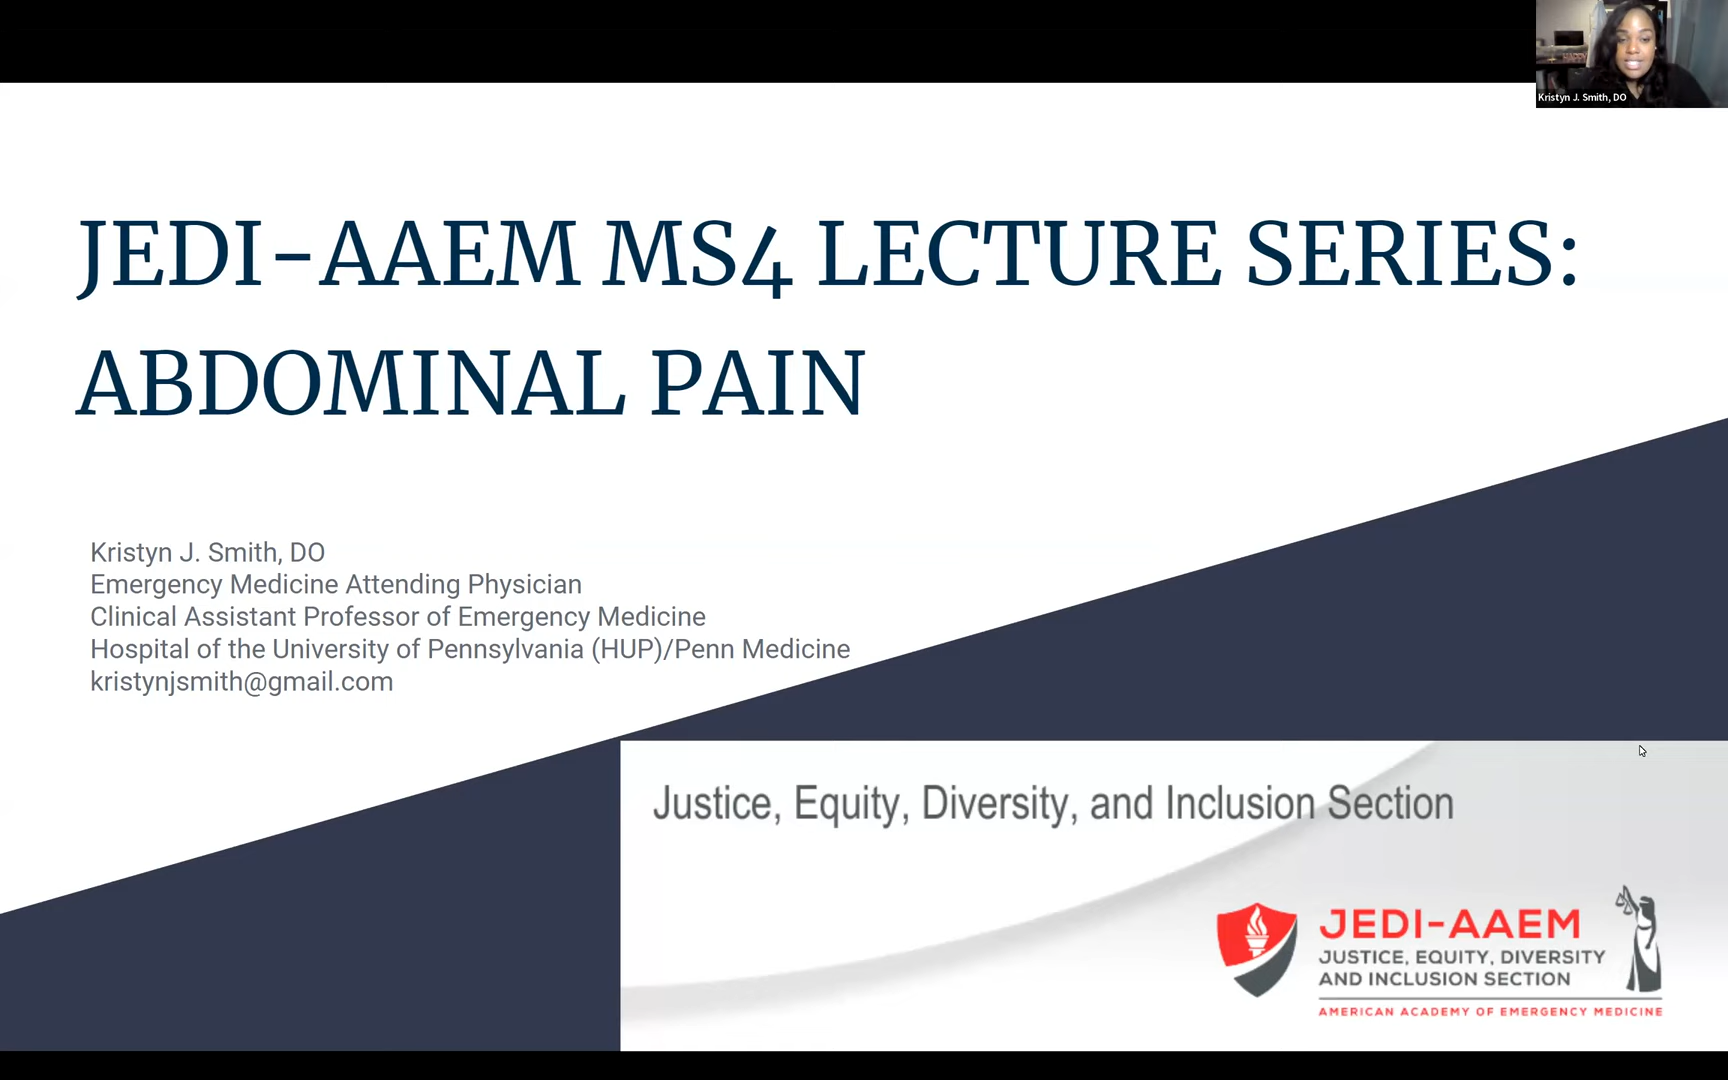 Kristyn J. Smith, DO
JEDI-AAEM MS4 LECTURE SERIES:
ABDOMINAL PAIN
Kristyn J. Smith, DO
Emergency Medicine Attending Physician
Clinical Assistant Professor of Emergency Medicine
Hospital of the University of Pennsylvania (HUP)/Penn Medicine
kristynjsmith@gmail.com
Justice, Equity, Diversity, and Inclusion Section
JEDI-AAEM
JUSTICE, EQUITY, DIVERSITY
AND INCLUSION SECTION
AMERICAN ACADEMY OF EMERGENCY MEDICINE